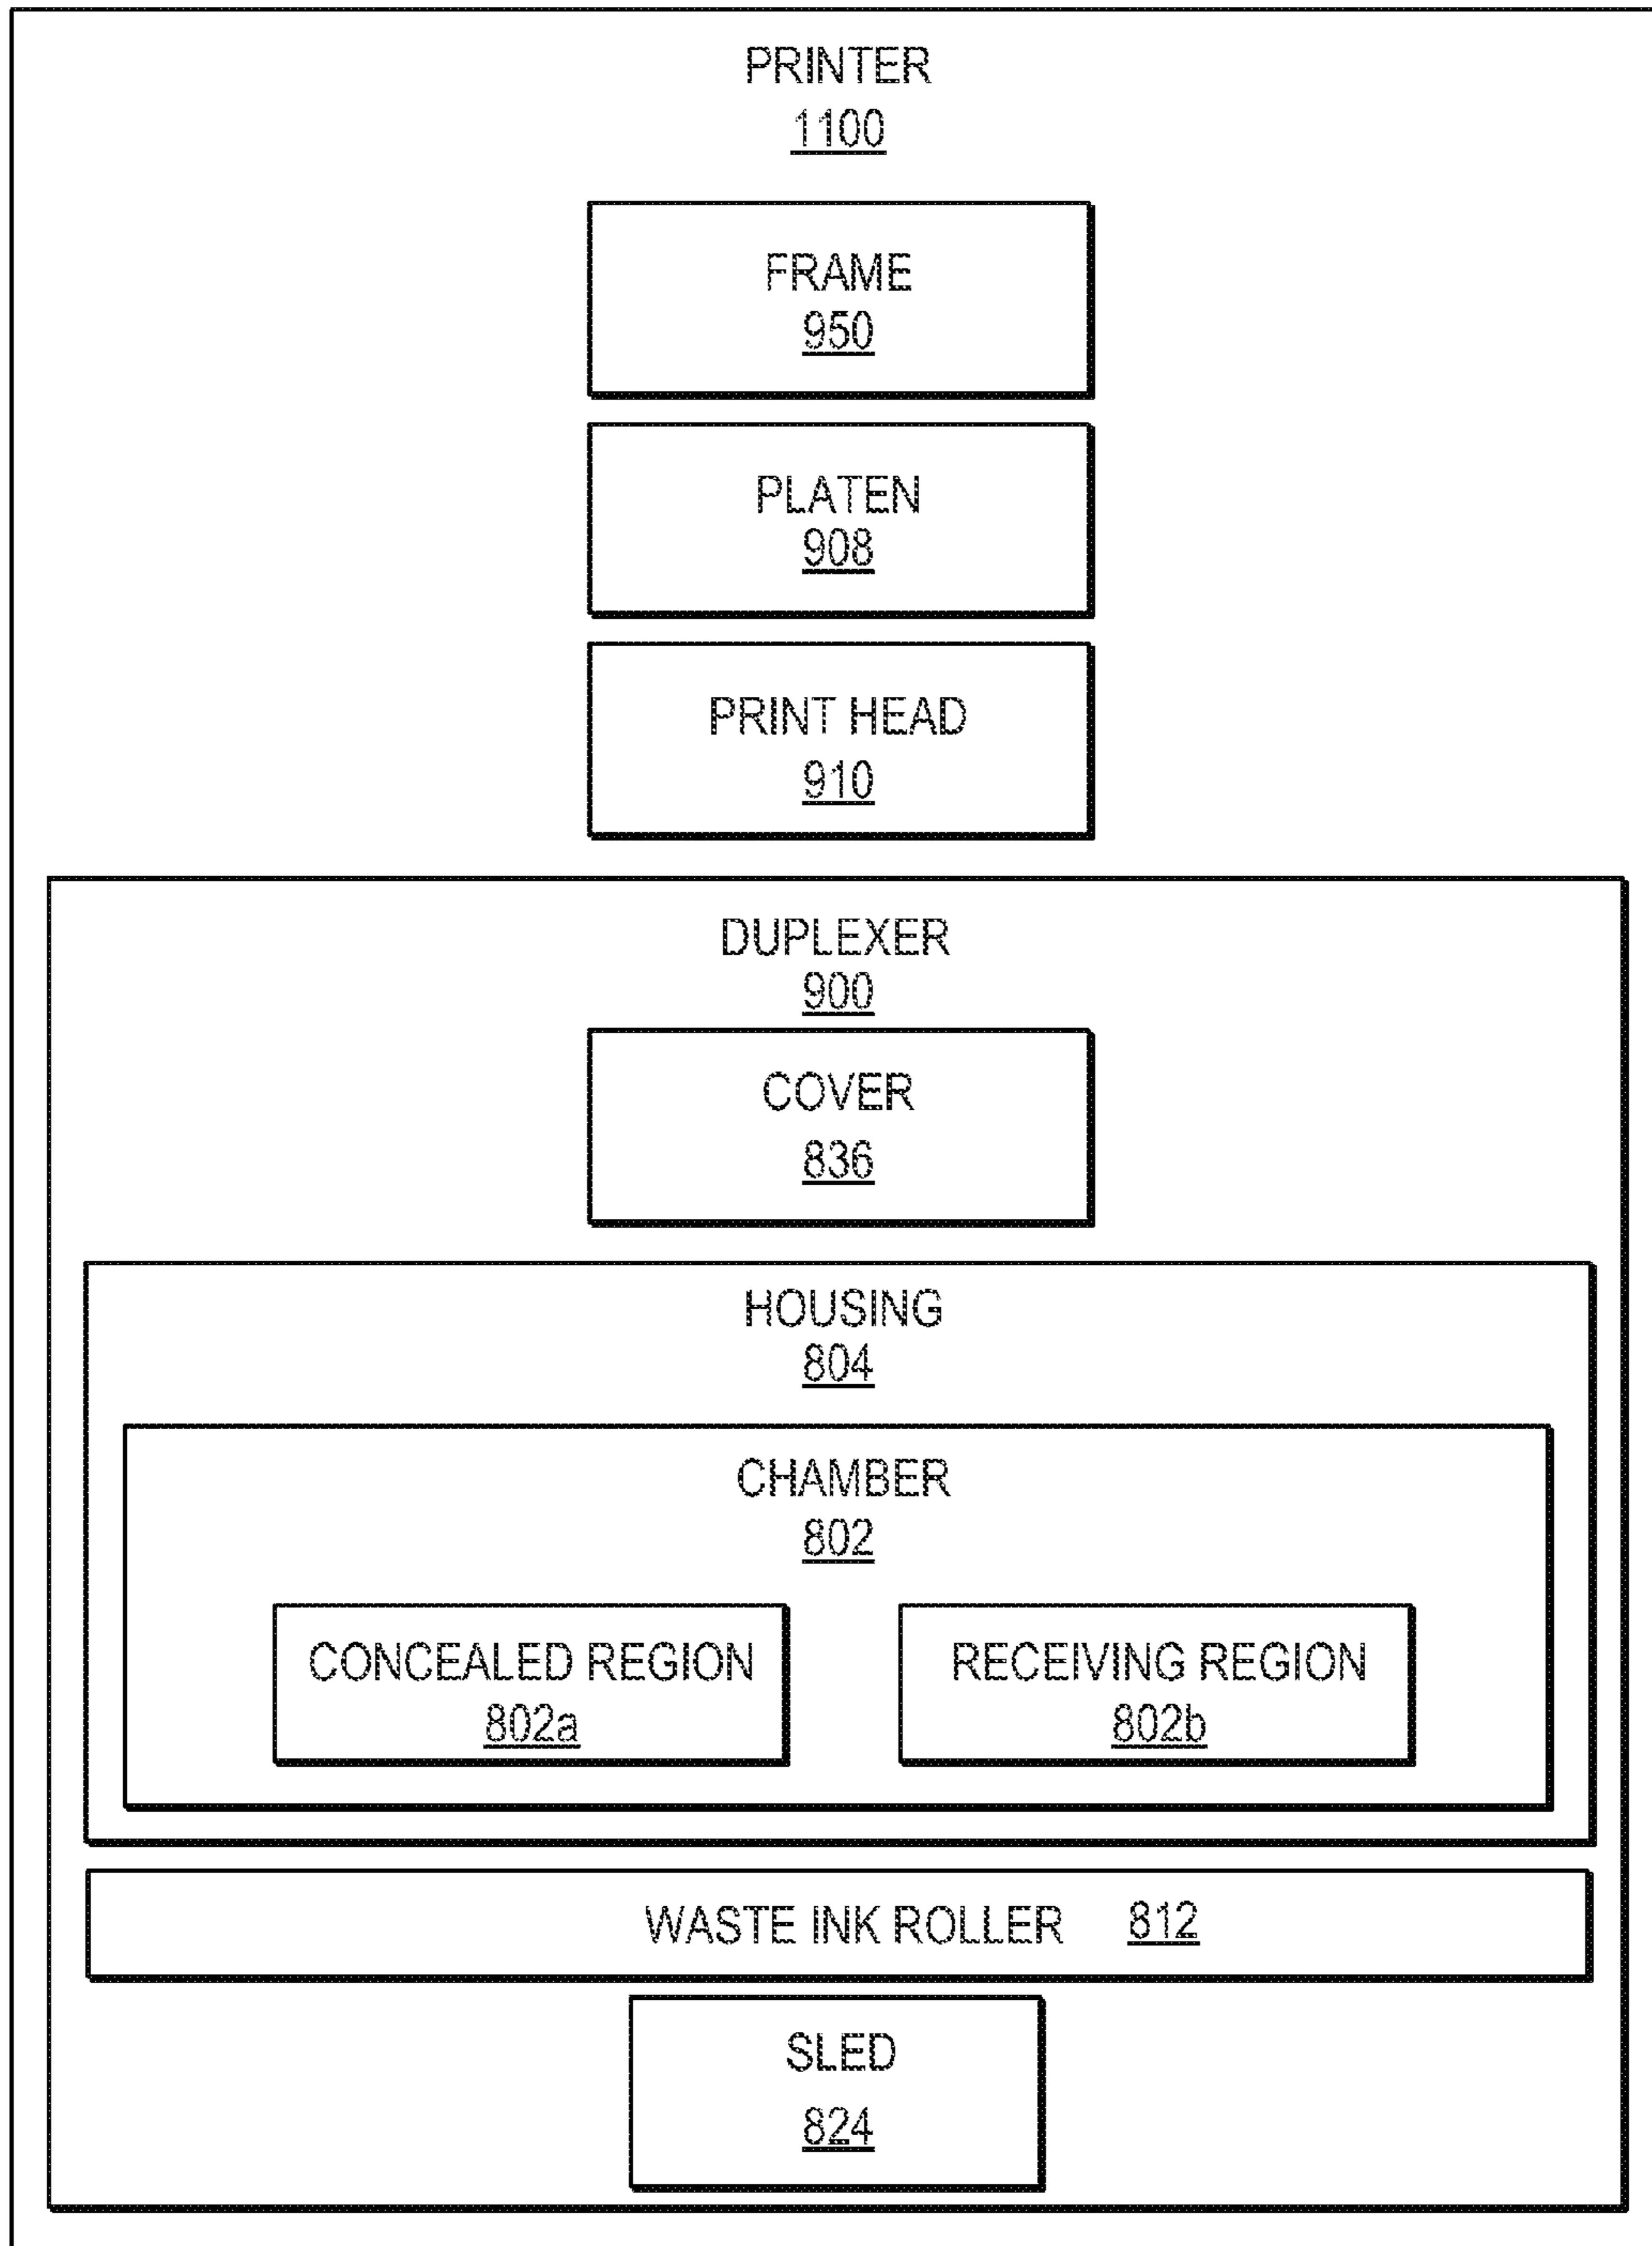 PRINTER
1100
FRAME
950
PLATEN
908
PRINT HEAD
910
DUPLEXER
900
COVER
836
HOUSING
804
CHAMBER
802
CONCEALED REGION
802a
RECEIVING REGION
802b
WASTE INK ROLLER 812
SLED
824